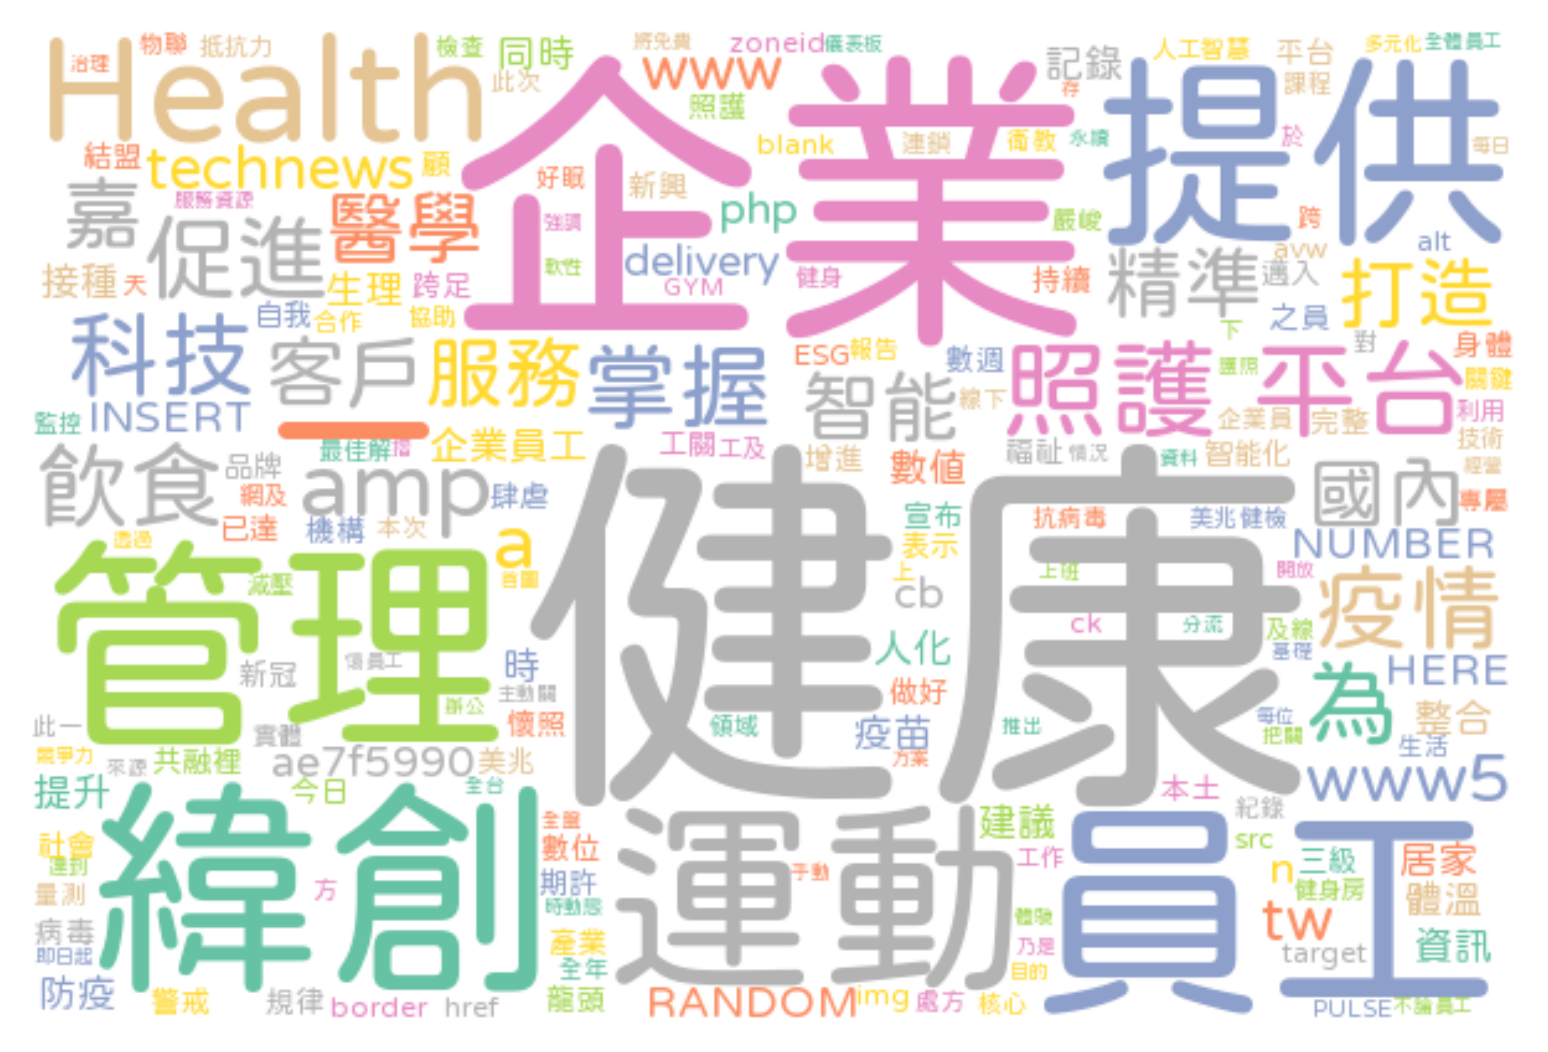 Health
治理
物聯
抵抗力
檢查
同時
此次
將免費
www
zoneid
儀表板
記錄
人工智慧
平台
多元化
全體員工
課程
存
提供
企業
照護
結盟
technews
顧
blank
連鎖
衛教
永續
於
每日
嘉
服務資源
醫學
好眠
新興
php
嚴峻
跨
alt
促進
強調
avw
接種
天
生理
跨足
軟性
delivery
GYM
健身
持續
精準
邁入
打造
自我
合作
協助
下
之員
科技
客戶
服務
掌握
ESG
報告
數週
照護
匯照
平台
對
身體
關鍵
智能
線下
監控
INSERT
企業員
完整
利用
最佳解
企業員工
工關
工及
增進
數值
福祉
情況
資料
智能化
技術
經營
飲食
品牌
amp
網及
肆虐
國內
專屬
已達
機構
本次
宣布
抗病毒
美兆
健檢
透過
a
表示
NUMBER
管理
減壓
首圖
健康
上
上班
開放
cb
疫情
ck
分流
及線
新冠
時
人化
基礎
HERE
主動關
做好
為
辦公
此一
懷照
領域
疫苗
推出
每位
整合
實體
把關
生活
競爭力
來源
共融裡
ae7f5990
美兆
方案
提升
今日
全台
本土
www5
緯創
運動
員工
全盤
建議
紀錄
社會
數位
工作
src
達到
手動
三級
居家
量測
方
期許
n
健身房
時動態
體驗
tw
體溫
病毒
產業
乃是
target
資訊
即日起
全年
目的
防疫
警戒
規律
border
href
龍頭
RANDOM
img
處方
核心
PULSE
不論員工